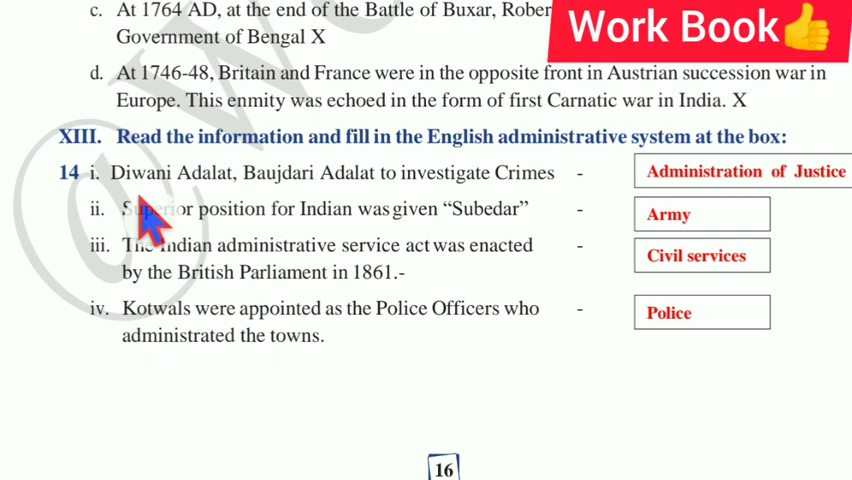 c. At 1764 AD, at the end of the Battle of Buxar, Rober
Government of Bengal X
Work Book
d. At 1746-48, Britain and France were in the opposite front in Austrian succession war in
Europe. This enmity was echoed in the form of first Carnatic war in India. X
XIII. Read the information and fill in the English administrative system at the box:
14 i. Diwani Adalat, Baujdari Adalat to investigate Crimes - Administration of Justice
ii. Superior position for Indian was given “Subedar” - Army
iii. The Indian administrative service act was enacted - Civil services
by the British Parliament in 1861.-
iv. Kotwals were appointed as the Police Officers who - Police
administrated the towns.
16